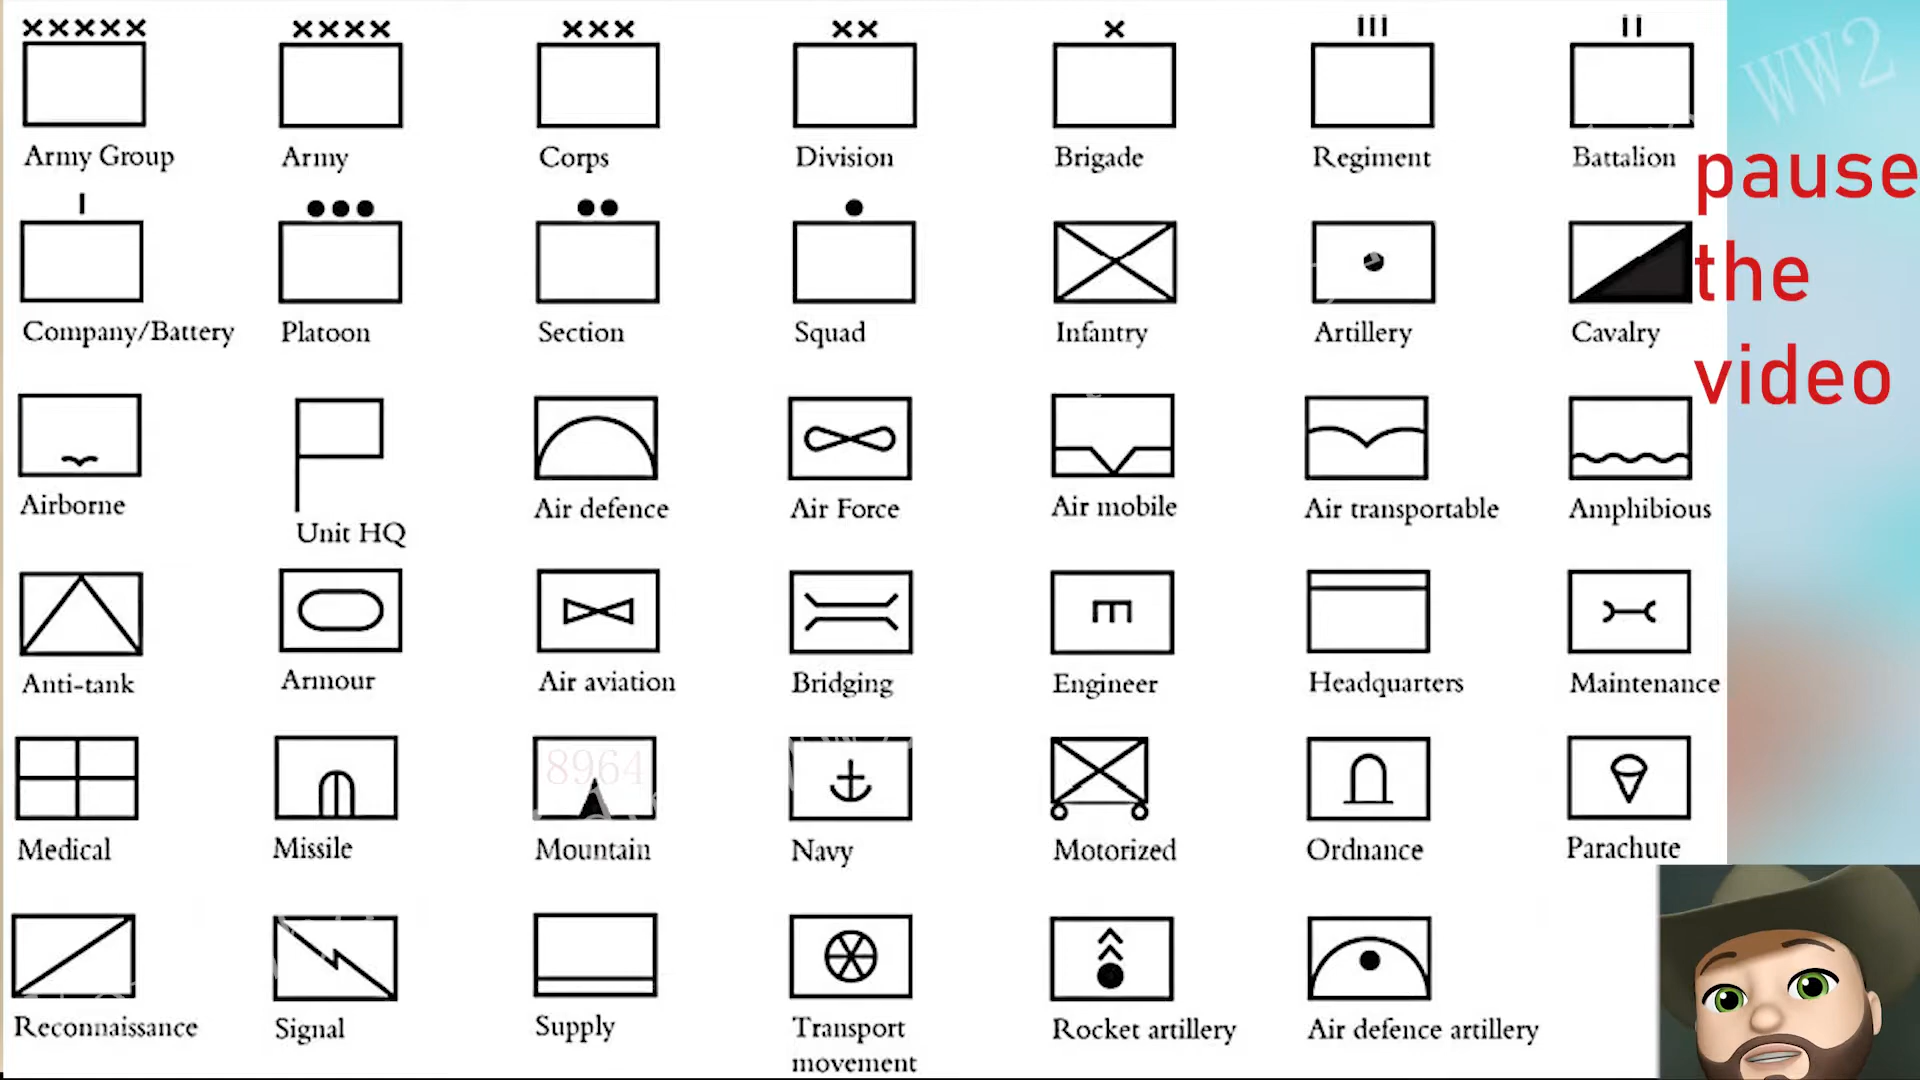 WW2
Army Group
Army
Corps
Division
Brigade
Regiment
Battalion
pause
the
video
Company/Battery
Platoon
Section
Squad
Infantry
Artillery
Cavalry
Airborne
Unit HQ
Air defence
Air Force
Air mobile
Air transportable
Amphibious
Anti-tank
Armour
Air aviation
Bridging
Engineer
Headquarters
Maintenance
8964
Medical
Missile
Mountain
Navy
Motorized
Ordnance
Parachute
Reconnaissance
Signal
Supply
Transport
movement
Rocket artillery
Air defence artillery